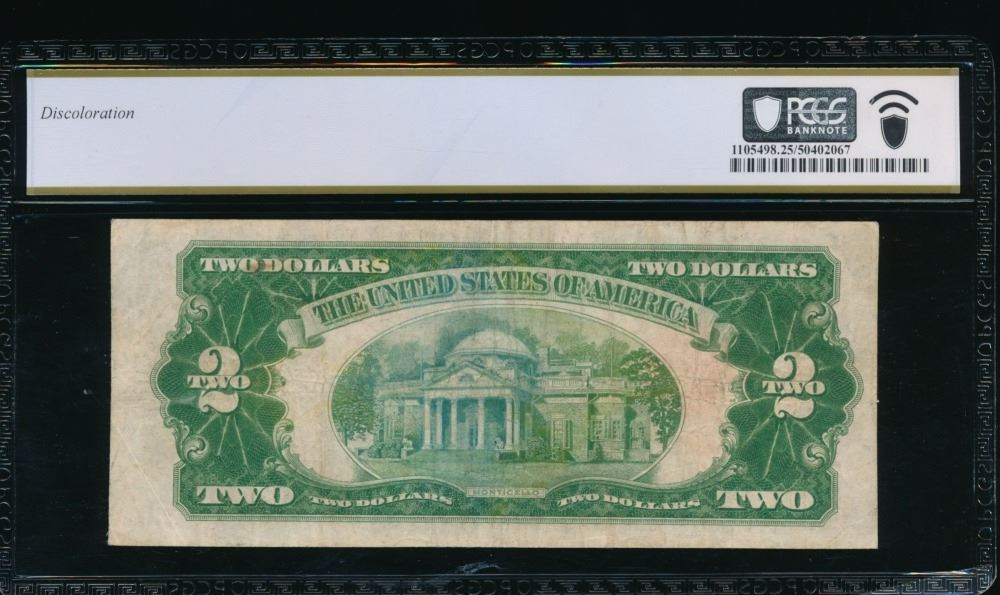 Discoloration
PCGS
BANKNOTE
1105498.25/50402067
TWO DOLLARS
TWO DOLLARS
THE UNITED STATES OF AMERICA
2
TWO
2
TWO
TWO
TWO DOLLARS
MONTICELLO
TWO DOLLARS
TWO